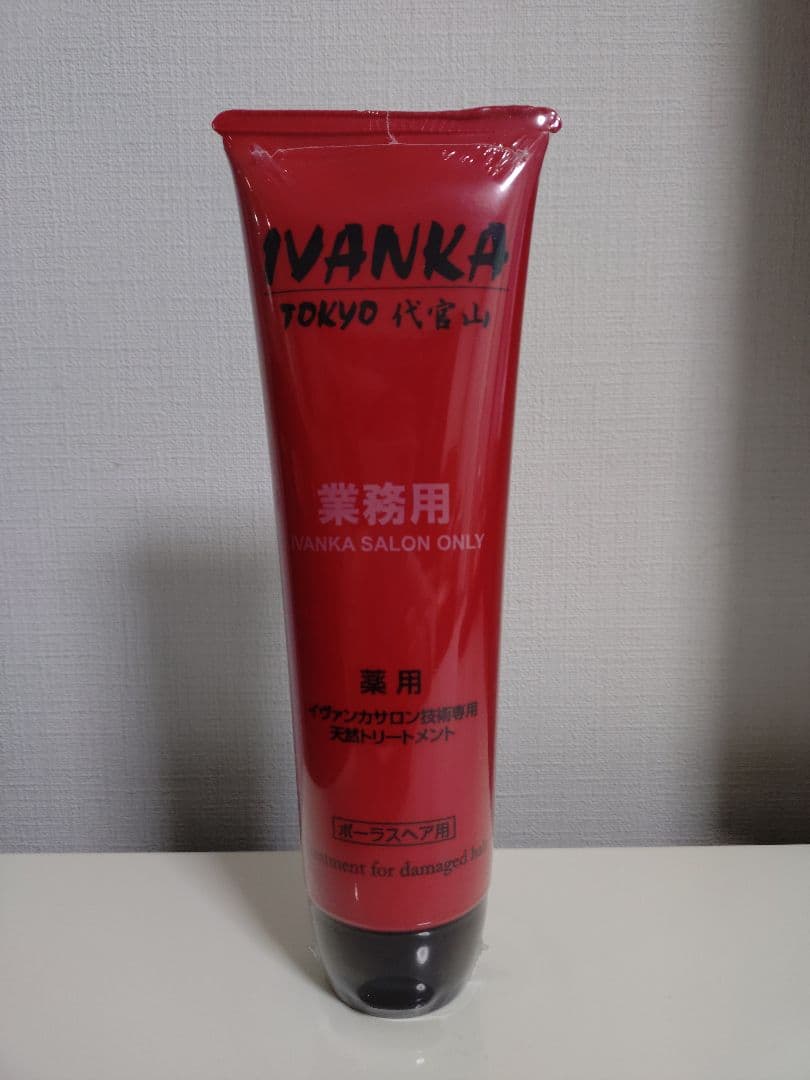 IVANKA
TOKYO 代官山
業務用
IVANKA SALON ONLY
薬用
イヴァンカサロン技術専用
天然トリートメント
ポーラスヘア用
for damaged